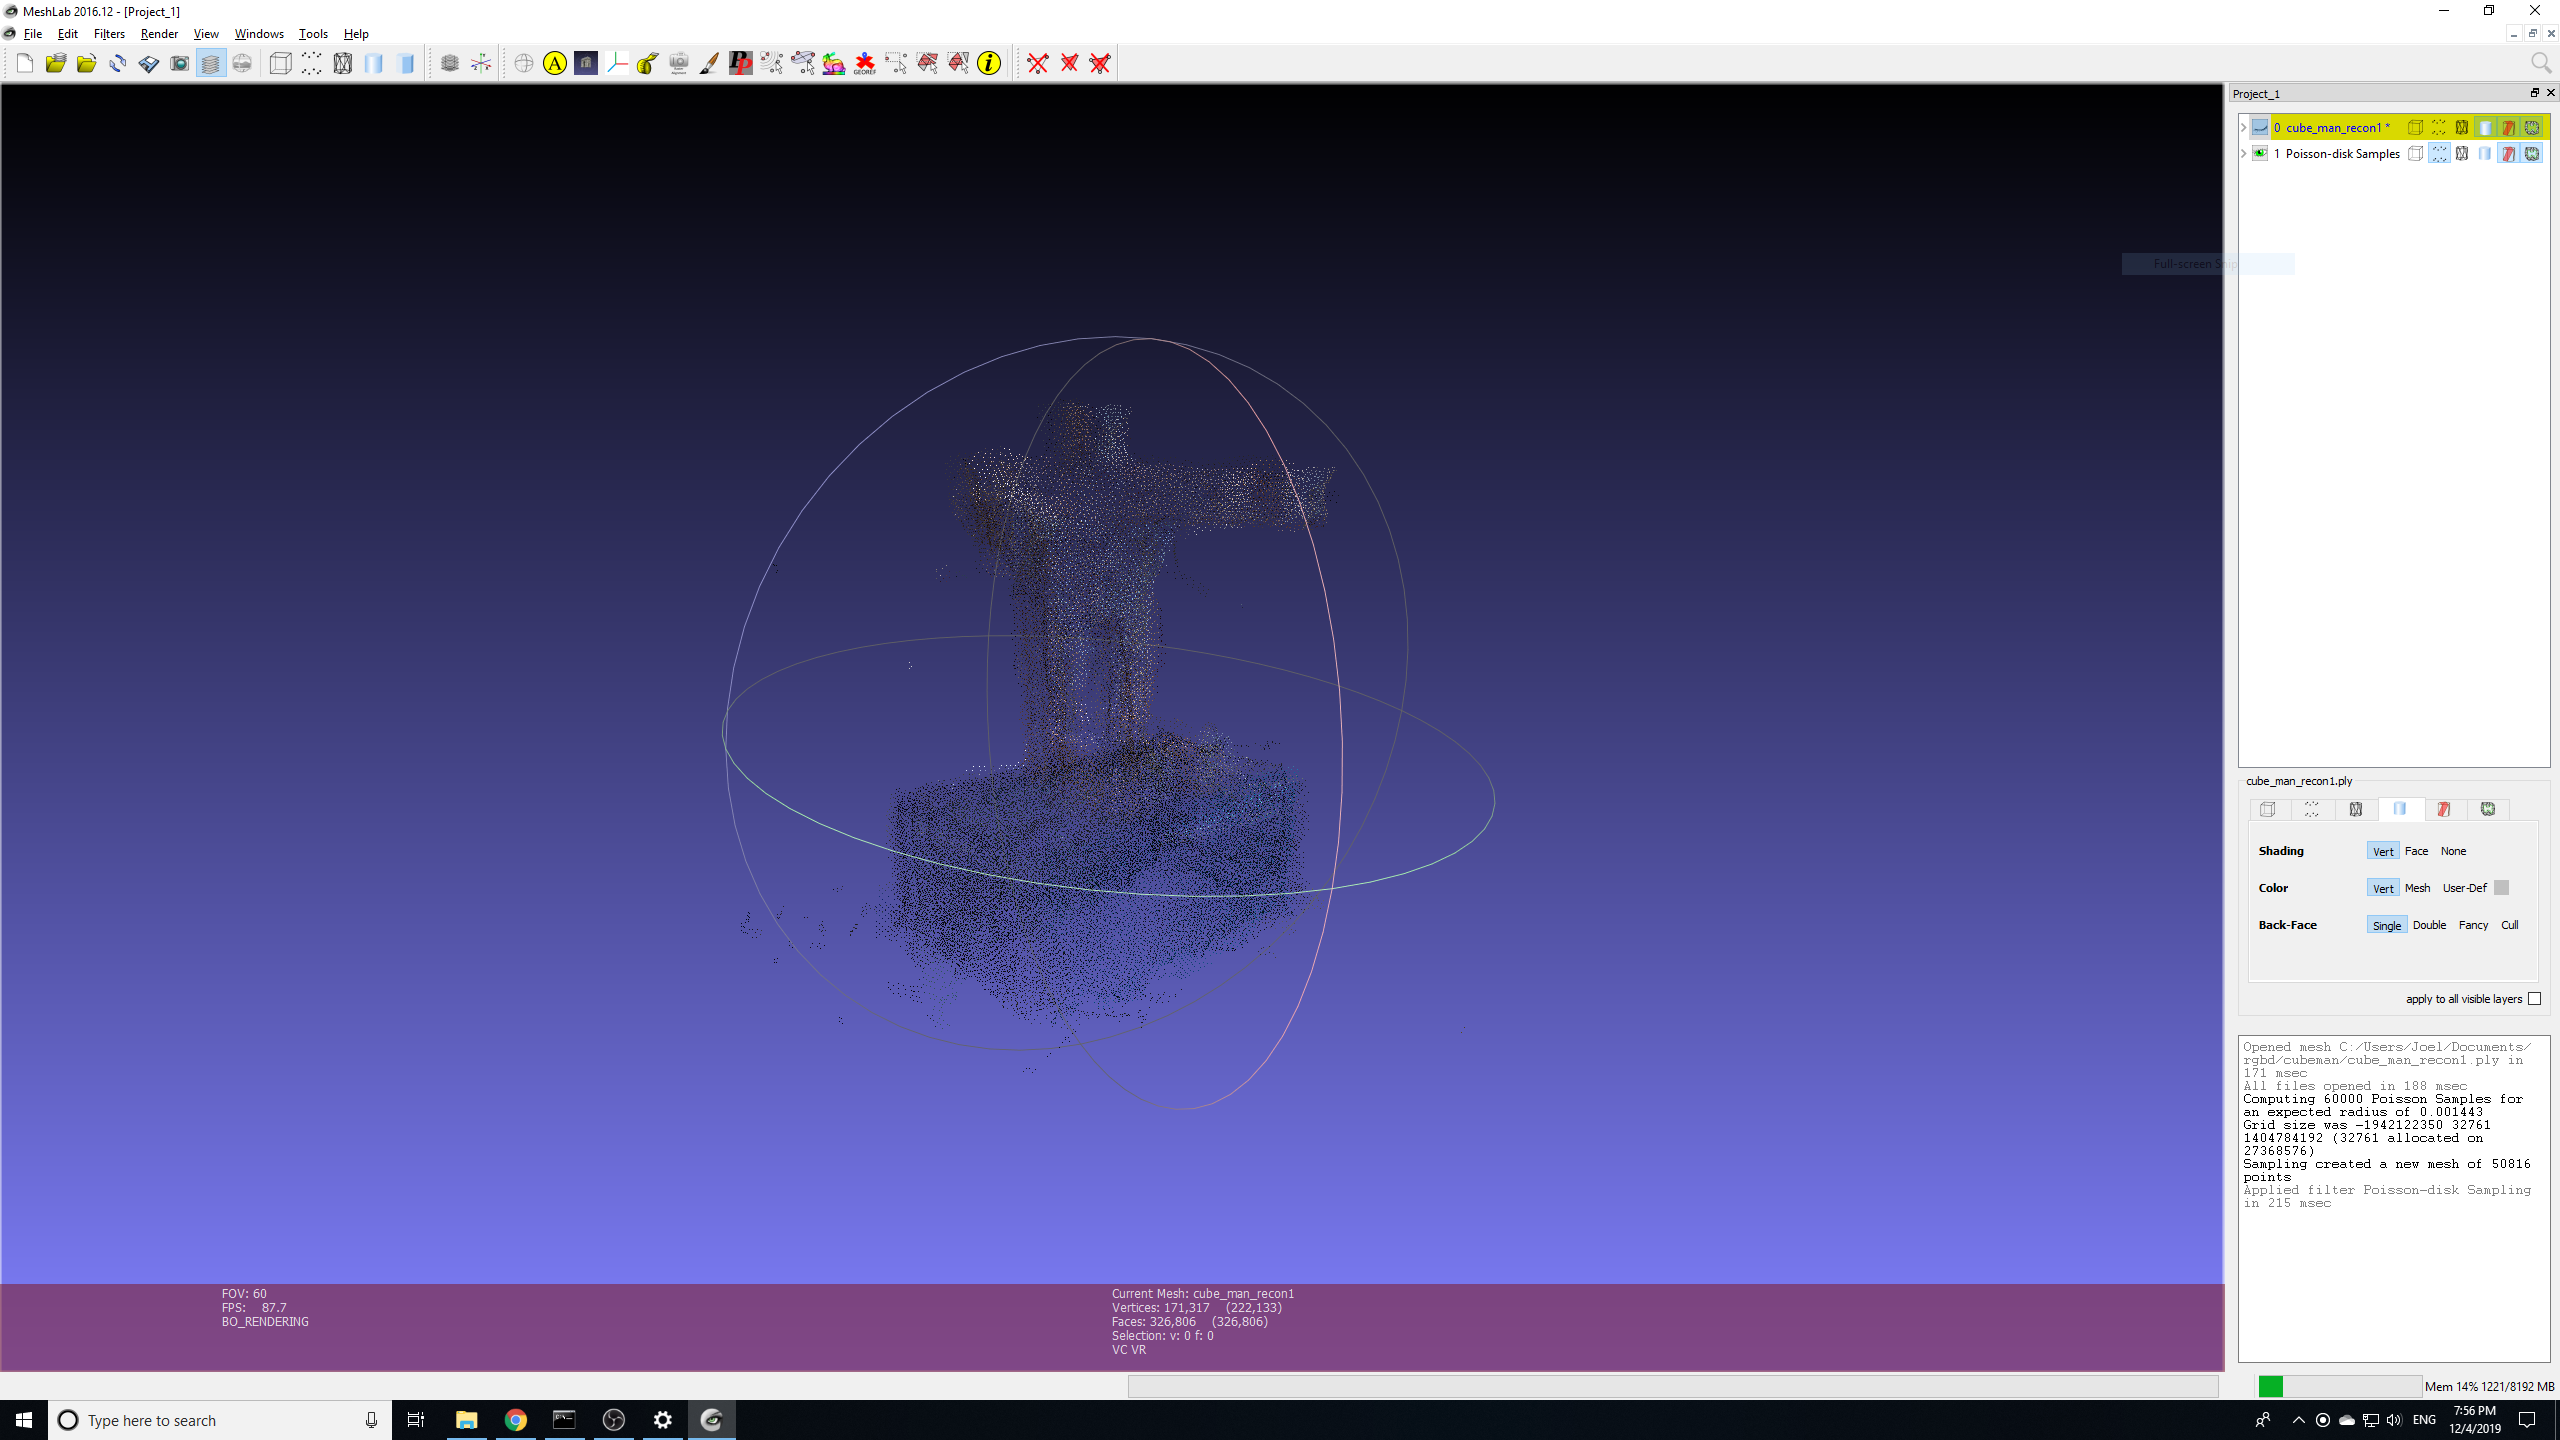 MeshLab 2016.12 - [Project_1]
File Edit Filters Render View Windows Tools Help
A
PP
GEOREF
i
Project_1
0 cube_man_recon1 *
1 Poisson-disk Samples
Full-screen Snip
cube_man_recon1.ply
Shading Vert Face None
Color Vert Mesh User-Def
Back-Face Single Double Fancy Cull
apply to all visible layers
Opened mesh C:/Users/Joel/Documents/
rgbd/cubeman/cube_man_recon1.ply in
171 msec
All files opened in 188 msec
Computing 60000 Poisson Samples for
an expected radius of 0.001443
Grid size was -1942122350 32761
1404784192 (32761 allocated on
27368576)
Sampling created a new mesh of 50816
points
Applied filter Poisson-disk Sampling
in 215 msec
FOV: 60
FPS: 87.7
BO_RENDERING
Current Mesh: cube_man_recon1
Vertices: 171,317 (222,133)
Faces: 326,806 (326,806)
Selection: v: 0 f: 0
VC VR
Mem 14% 1221/8192 MB
Type here to search
ENG
7:56 PM
12/4/2019